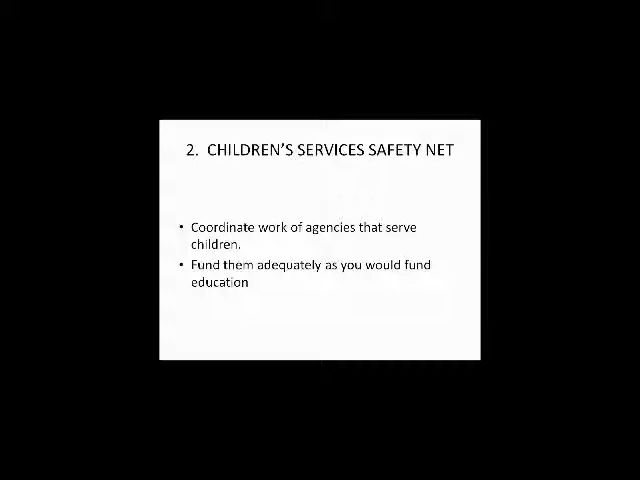 2. CHILDREN’S SERVICES SAFETY NET
• Coordinate work of agencies that serve
children.
• Fund them adequately as you would fund
education